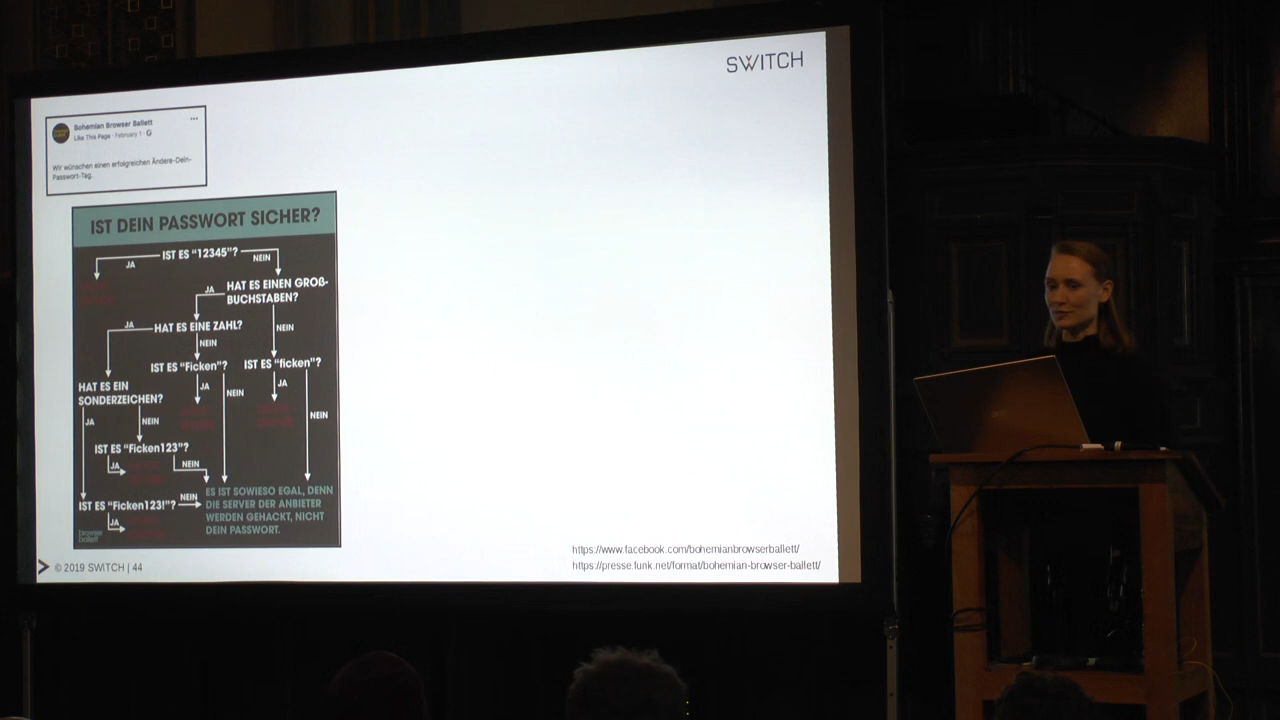 SWITCH
Bohemian Browser Ballett
Like This Page · February 1 ·
Wir wünschen einen erfolgreichen Ändere-Dein-
Passwort-Tag.
IST DEIN PASSWORT SICHER?
IST ES "12345"?
JA
NEIN
HAT ES EINEN GROß-
BUCHSTABEN?
JA
NEIN
HAT ES EINE ZAHL?
JA
NEIN
IST ES "Ficken"?
JA
NEIN
IST ES "ficken"?
JA
NEIN
HAT ES EIN
SONDERZEICHEN?
JA
NEIN
IST ES "Ficken123"?
JA
NEIN
IST ES "Ficken123!"?
NEIN
JA
ES IST SOWIESO EGAL, DENN
DIE SERVER DER ANBIETER
WERDEN GEHACKT, NICHT
DEIN PASSWORT.
browser
ballett
https://www.facebook.com/bohemianbrowserballett/
https://presse.funk.net/format/bohemian-browser-ballett/
© 2019 SWITCH | 44